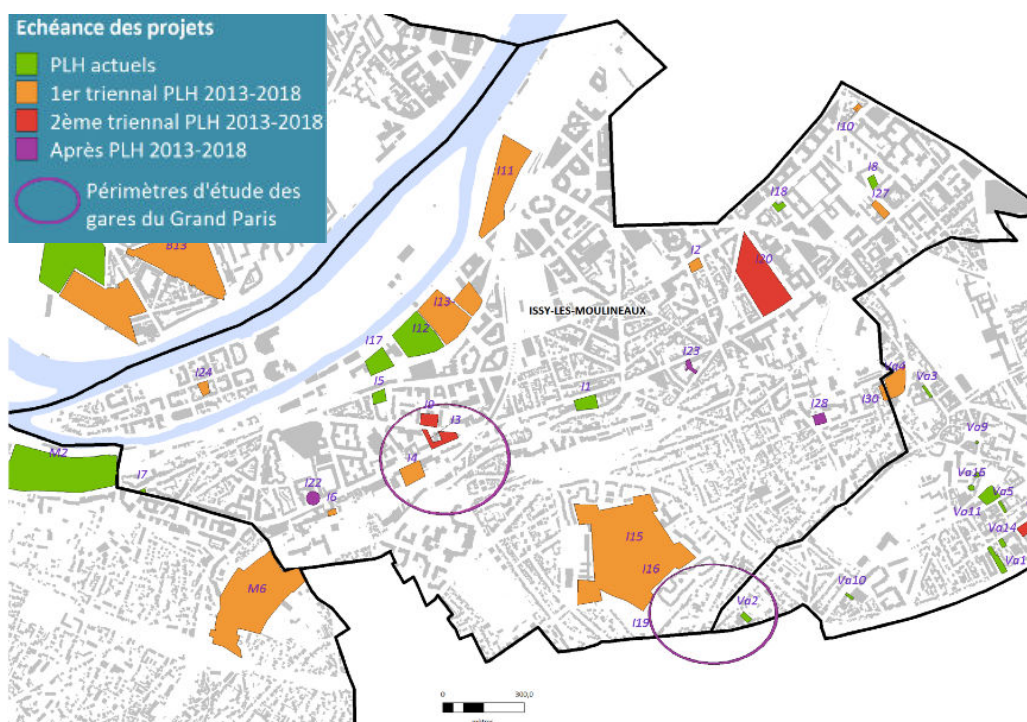 Echéance des projets
PLH actuels
1er triennal PLH 2013-2018
2ème triennal PLH 2013-2018
Après PLH 2013-2018
Périmètres d'étude des
gares du Grand Paris
I10
I8
I11
I18
I27
B13
I2
I20
I13
ISSY-LES-MOULINEAUX
I12
I17
I23
Va4
I24
I5
I1
Va3
I30
I9
I3
I28
Va9
M2
I4
I7
Va15
I22
I6
Va5
Va11
Va14
I15
Va1
I16
M6
Va10
Va2
I19
0 300,0
mètre